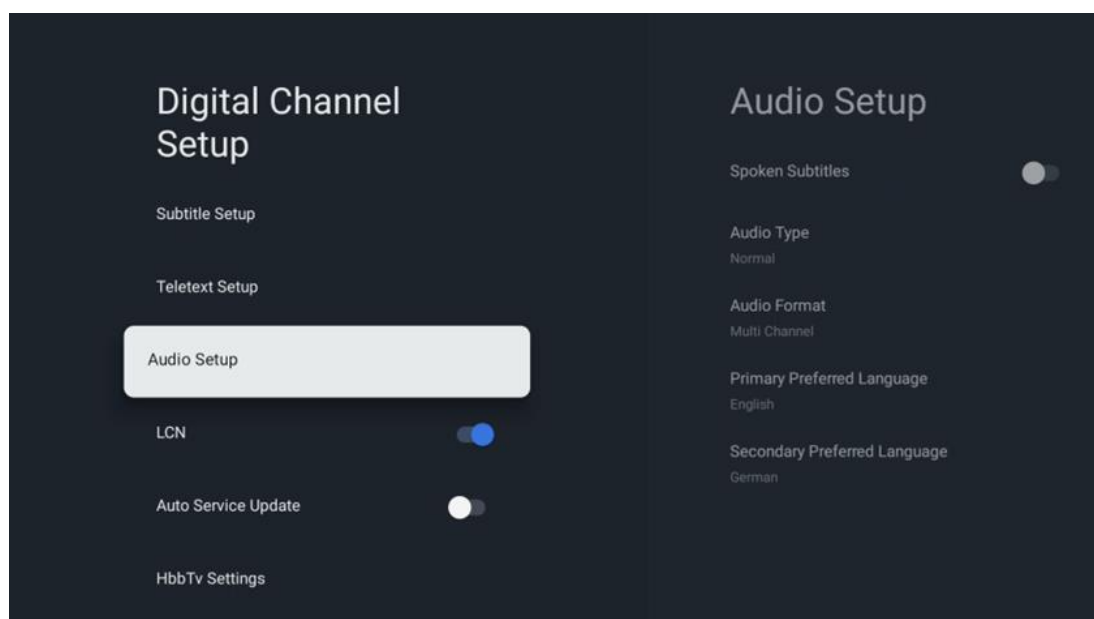 Digital Channel
Setup
Subtitle Setup
Teletext Setup
Audio Setup
LCN
Auto Service Update
HbbTv Settings
Audio Setup
Spoken Subtitles
Audio Type
Normal
Audio Format
Multi Channel
Primary Preferred Language
English
Secondary Preferred Language
German